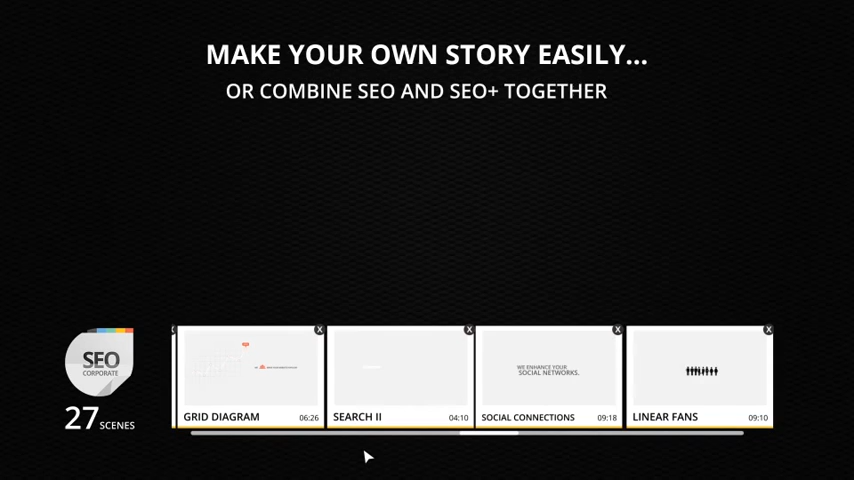 MAKE YOUR OWN STORY EASILY...
OR COMBINE SEO AND SEO+ TOGETHER
SEO
CORPORATE
27 SCENES
X
X
X
X
WE ENHANCE YOUR
SOCIAL NETWORKS.
GRID DIAGRAM 06:26
SEARCH II 04:10
SOCIAL CONNECTIONS 09:18
LINEAR FANS 09:10